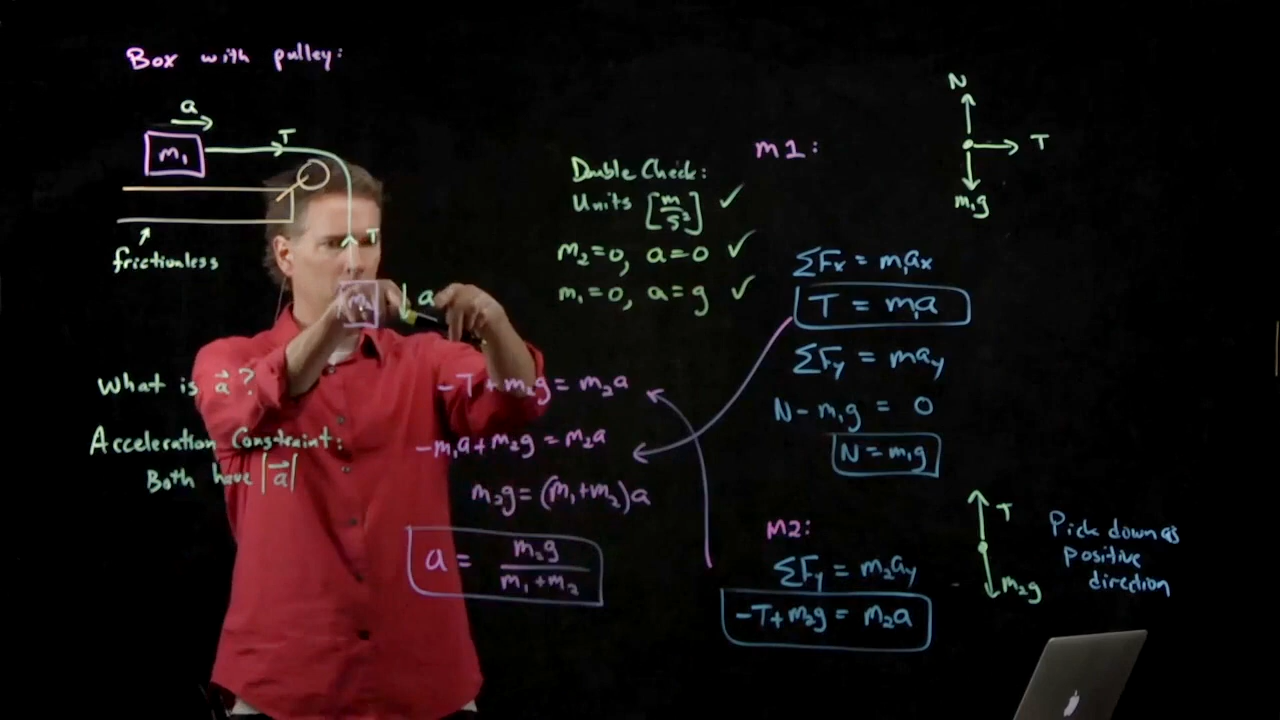 Box with pulley:
a
m₁
T
frictionless
T
m₂
a
What is a⃗ ?
Acceleration Constraint:
Both have |a⃗|
Double Check:
Units [m/s²] ✓
m₂=0, a=0 ✓
m₁=0, a=g ✓
-T+m₂g = m₂a
-m₁a+m₂g = m₂a
m₂g = (m₁+m₂)a
a = m₂g / m₁+m₂
m1:
N
T
m₁g
ΣFx = m₁ax
T = m₁a
ΣFy = may
N-m₁g = 0
N = m₁g
m2:
ΣFy = m₂ay
-T+m₂g = m₂a
T
m₂g
Pick down as
positive
direction